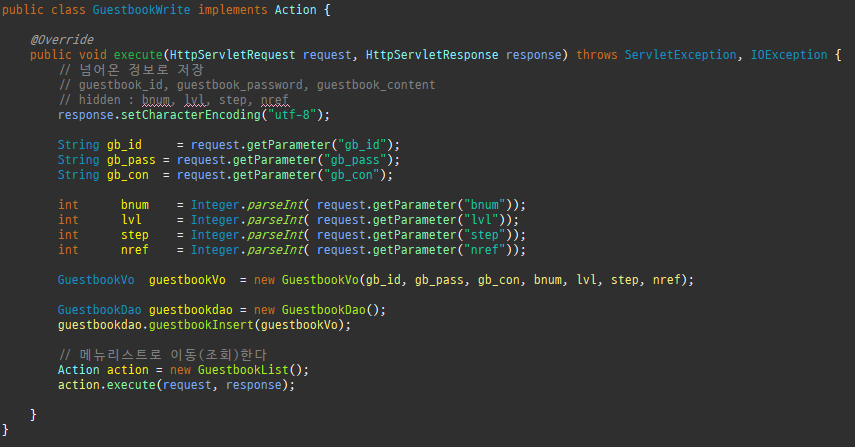 public class GuestbookWrite implements Action {
@Override
public void execute(HttpServletRequest request, HttpServletResponse response) throws ServletException, IOException {
// 넘어온 정보로 저장
// guestbook_id, guestbook_password, guestbook_content
// hidden : bnum, lvl, step, nref
response.setCharacterEncoding("utf-8");
String gb_id = request.getParameter("gb_id");
String gb_pass = request.getParameter("gb_pass");
String gb_con = request.getParameter("gb_con");
int bnum = Integer.parseInt( request.getParameter("bnum"));
int lvl = Integer.parseInt( request.getParameter("lvl"));
int step = Integer.parseInt( request.getParameter("step"));
int nref = Integer.parseInt( request.getParameter("nref"));
GuestbookVo guestbookVo = new GuestbookVo(gb_id, gb_pass, gb_con, bnum, lvl, step, nref);
GuestbookDao guestbookdao = new GuestbookDao();
guestbookdao.guestbookInsert(guestbookVo);
// 메뉴리스트로 이동(조회)한다
Action action = new GuestbookList();
action.execute(request, response);
}
}